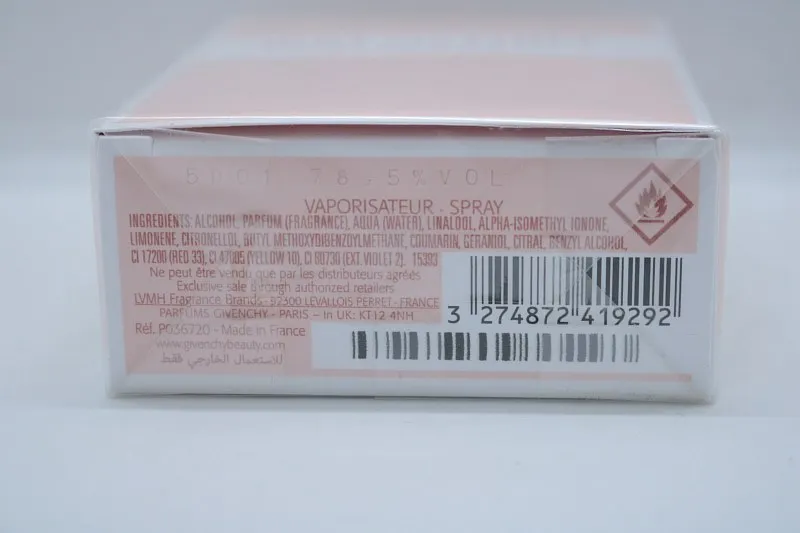 5D01 78.5%VOL
VAPORISATEUR - SPRAY
INGREDIENTS: ALCOHOL, PARFUM (FRAGRANCE), AQUA (WATER), LINALOOL, ALPHA-ISOMETHYL IONONE,
LIMONENE, CITRONELLOL, BUTYL METHOXYDIBENZOYLMETHANE, COUMARIN, GERANIOL, CITRAL, BENZYL ALCOHOL,
CI 17200 (RED 33), CI 47005 (YELLOW 10), CI 60730 (EXT. VIOLET 2). 15393
Ne peut être vendu que par les distributeurs agréés
Exclusive sale through authorized retailers
LVMH Fragrance Brands - 92300 LEVALLOIS PERRET - FRANCE
PARFUMS GIVENCHY - PARIS – In UK: KT12 4NH
Réf. P036720 - Made in France
www.givenchybeauty.com
للاستعمال الخارجي فقط
3 274872 419292